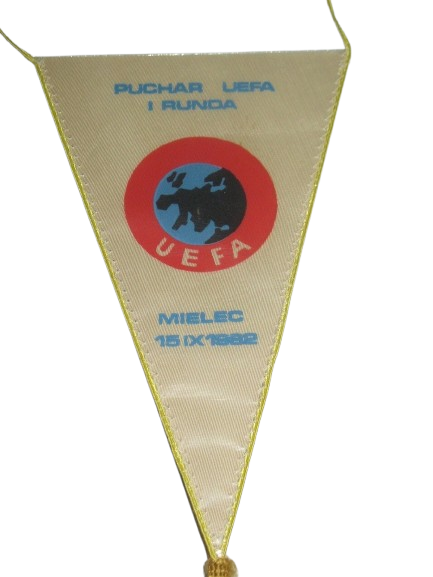 PUCHAR UEFA
I RUNDA
UEFA
MIELEC
15 IX 1982